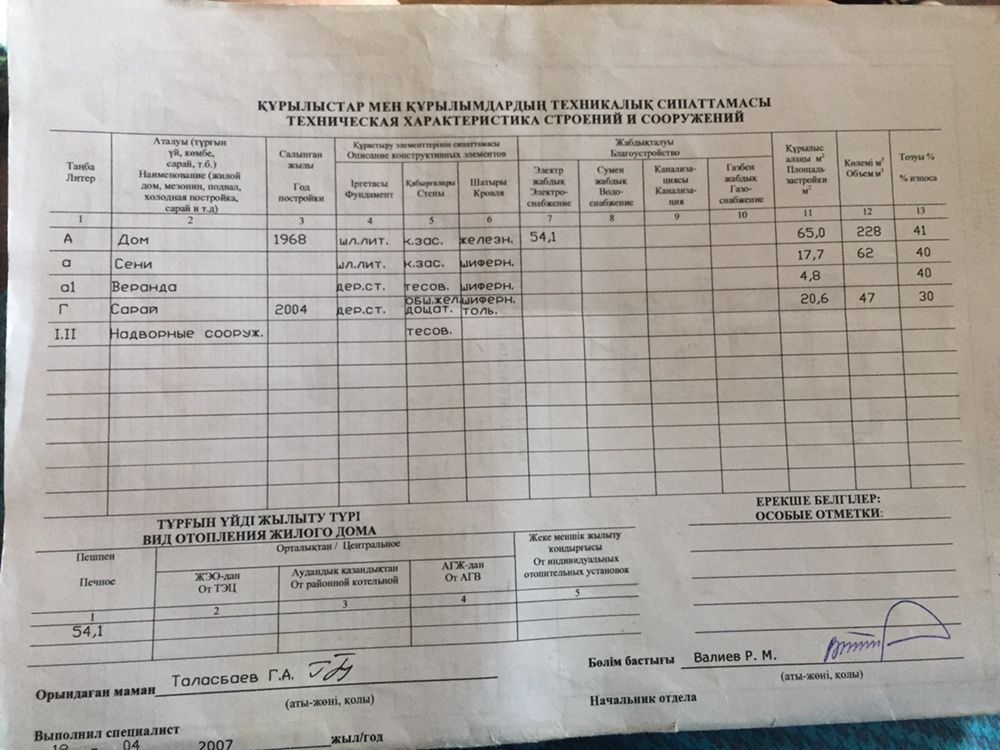 ҚҰРЫЛЫСТАР МЕН ҚҰРЫЛЫМДАРДЫҢ ТЕХНИКАЛЫҚ СИПАТТАМАСЫ
ТЕХНИЧЕСКАЯ ХАРАКТЕРИСТИКА СТРОЕНИЙ И СООРУЖЕНИЙ
Таңба
Литер
Аталуы (тұрғын
үй, көмбе,
сарай, т.б.)
Наименование (жилой
дом, мезонин, подвал,
холодная постройка,
сарай и т.д)
Салынған
жылы
Год
постройки
Құрастыру элементтерінің сипаттамасы
Описание конструктивных элементов
Іргетасы
Фундамент
Қабырғалары
Стены
Шатыры
Кровля
Жабдықталуы
Благоустройство
Электр
жабдық
Электро-
снабжение
Сумен
жабдық
Водо-
снабжение
Канализа-
циясы
Канализа-
ция
Газбен
жабдық
Газо-
снабжение
Құрылыс
алаңы м²
Площадь
застройки
м²
Көлемі м³
Объем м³
Тозуы %
% износа
1 2 3 4 5 6 7 8 9 10 11 12 13
А Дом 1968 шл.лит. к.зас. железн. 54,1 65,0 228 41
а Сени шл.лит. к.зас. шиферн. 17,7 62 40
а1 Веранда дер.ст. тесов. шиферн. 4,8 40
Г Сарай 2004 дер.ст. обш.жел. дощат. шиферн. толь. 20,6 47 30
I.II Надворные сооруж. тесов.
ТҰРҒЫН ҮЙДІ ЖЫЛЫТУ ТҮРІ
ВИД ОТОПЛЕНИЯ ЖИЛОГО ДОМА
Пешпен
Печное
Орталықтан / Центральное
ЖЭО-дан
От ТЭЦ
Аудандық қазандықтан
От районной котельной
АГЖ-дан
От АГВ
Жеке меншік жылыту
қондырғысы
От индивидуальных
отопительных установок
1 2 3 4 5
54,1
ЕРЕКШЕ БЕЛГІЛЕР:
ОСОБЫЕ ОТМЕТКИ:
Орындаған маман Таласбаев Г.А.
(аты-жөні, қолы)
Выполнил специалист
04 2007 жыл/год
Бөлім бастығы Валиев Р. М.
(аты-жөні, қолы)
Начальник отдела